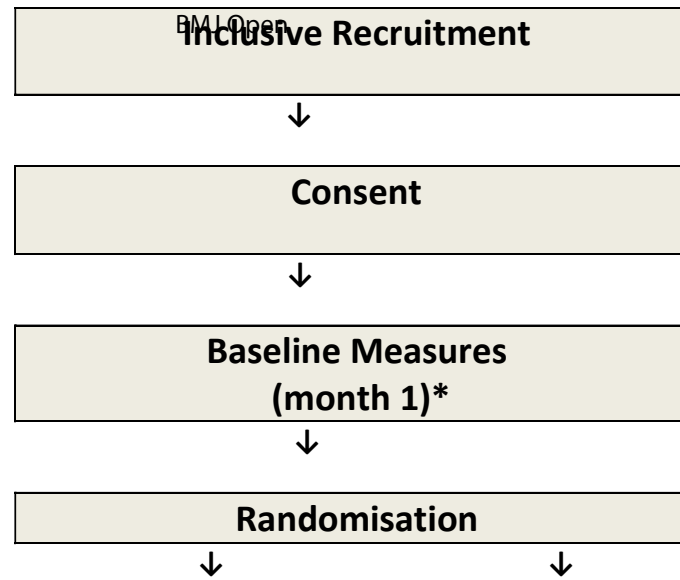 BMJ Open
Inclusive Recruitment
↓
Consent
↓
Baseline Measures
(month 1)*
↓
Randomisation
↓ ↓